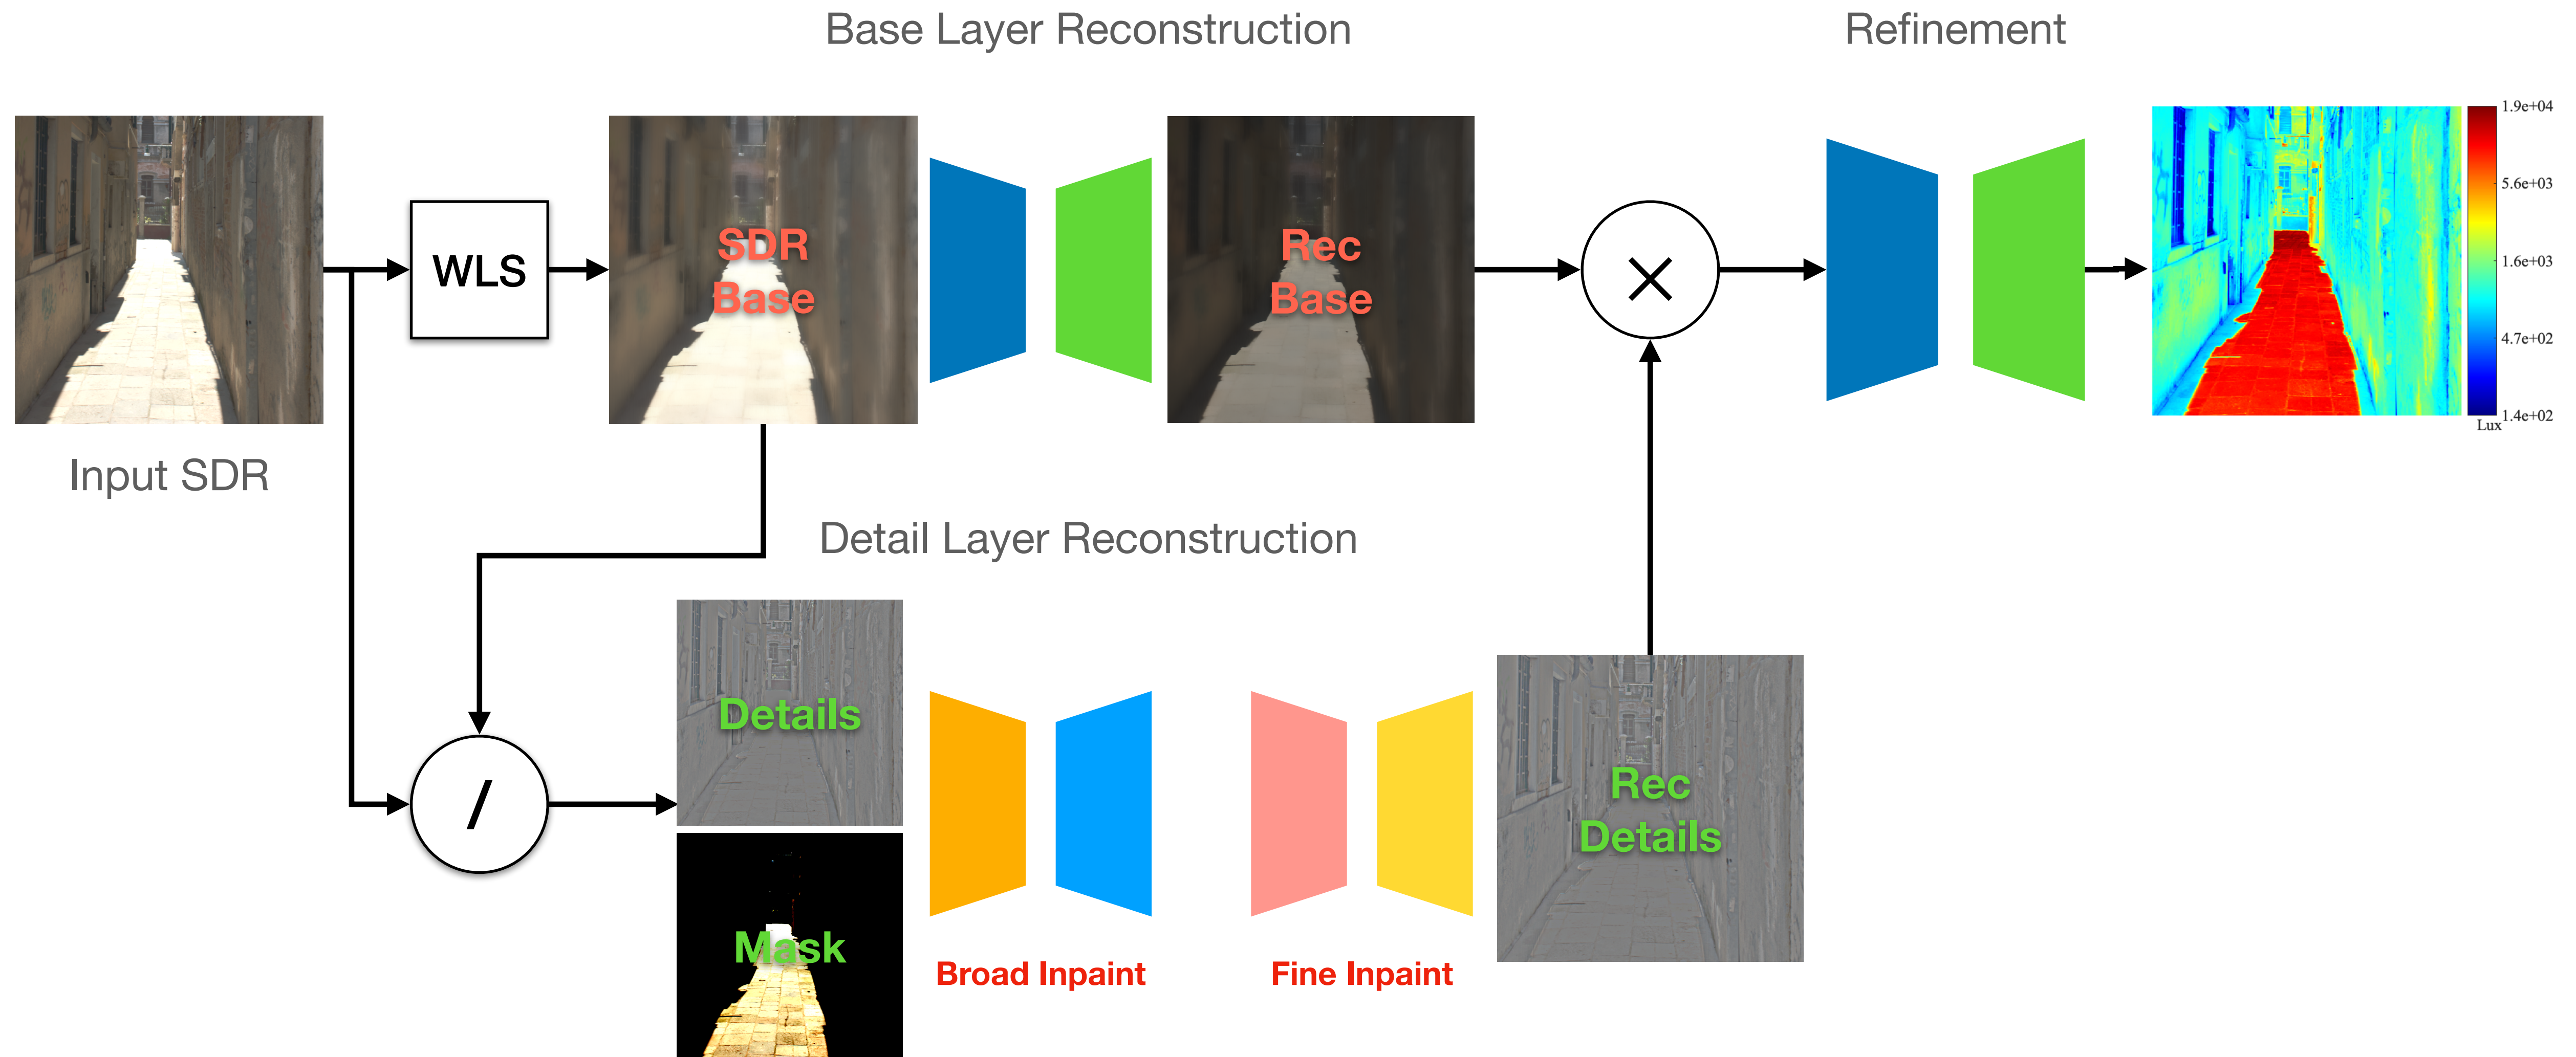 Base Layer Reconstruction
Refinement
WLS
SDR
Base
Rec
Base
×
1.9e+04
5.6e+03
1.6e+03
4.7e+02
1.4e+02
Lux
Input SDR
Detail Layer Reconstruction
/
Details
Mask
Broad Inpaint
Fine Inpaint
Rec
Details